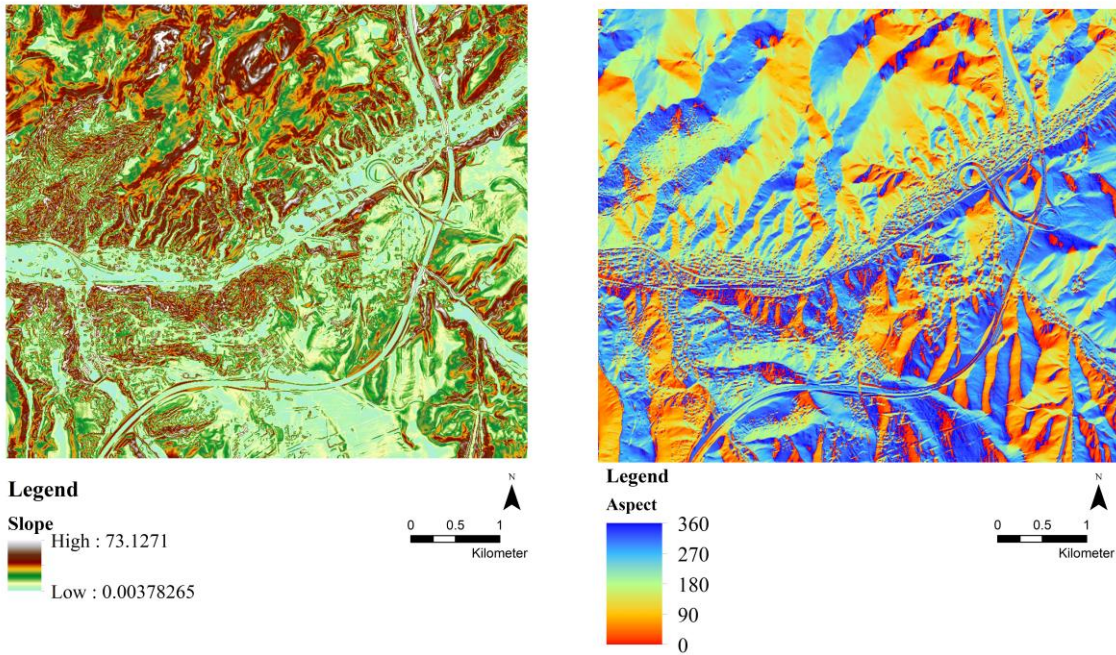 Legend
Slope
High : 73.1271
Low : 0.00378265
N
0 0.5 1
Kilometer
Legend
Aspect
360
270
180
90
0
N
0 0.5 1
Kilometer